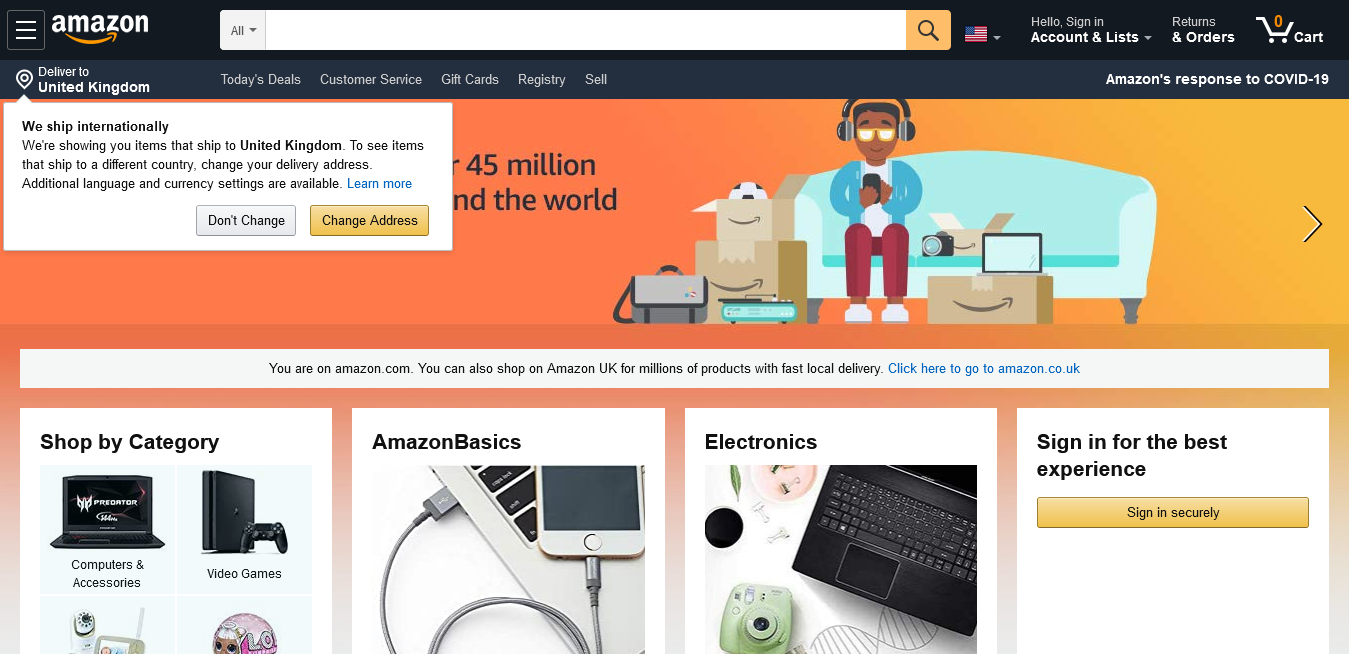 amazon
All
Hello, Sign in
Account & Lists
Returns
& Orders
0
Cart
Deliver to
United Kingdom
Today's Deals
Customer Service
Gift Cards
Registry
Sell
Amazon's response to COVID-19
We ship internationally
We're showing you items that ship to United Kingdom. To see items
that ship to a different country, change your delivery address.
Additional language and currency settings are available. Learn more
Don't Change
Change Address
45 million
the world
You are on amazon.com. You can also shop on Amazon UK for millions of products with fast local delivery. Click here to go to amazon.co.uk
Shop by Category
PREDATOR
Computers &
Accessories
Video Games
AmazonBasics
Electronics
Sign in for the best
experience
Sign in securely